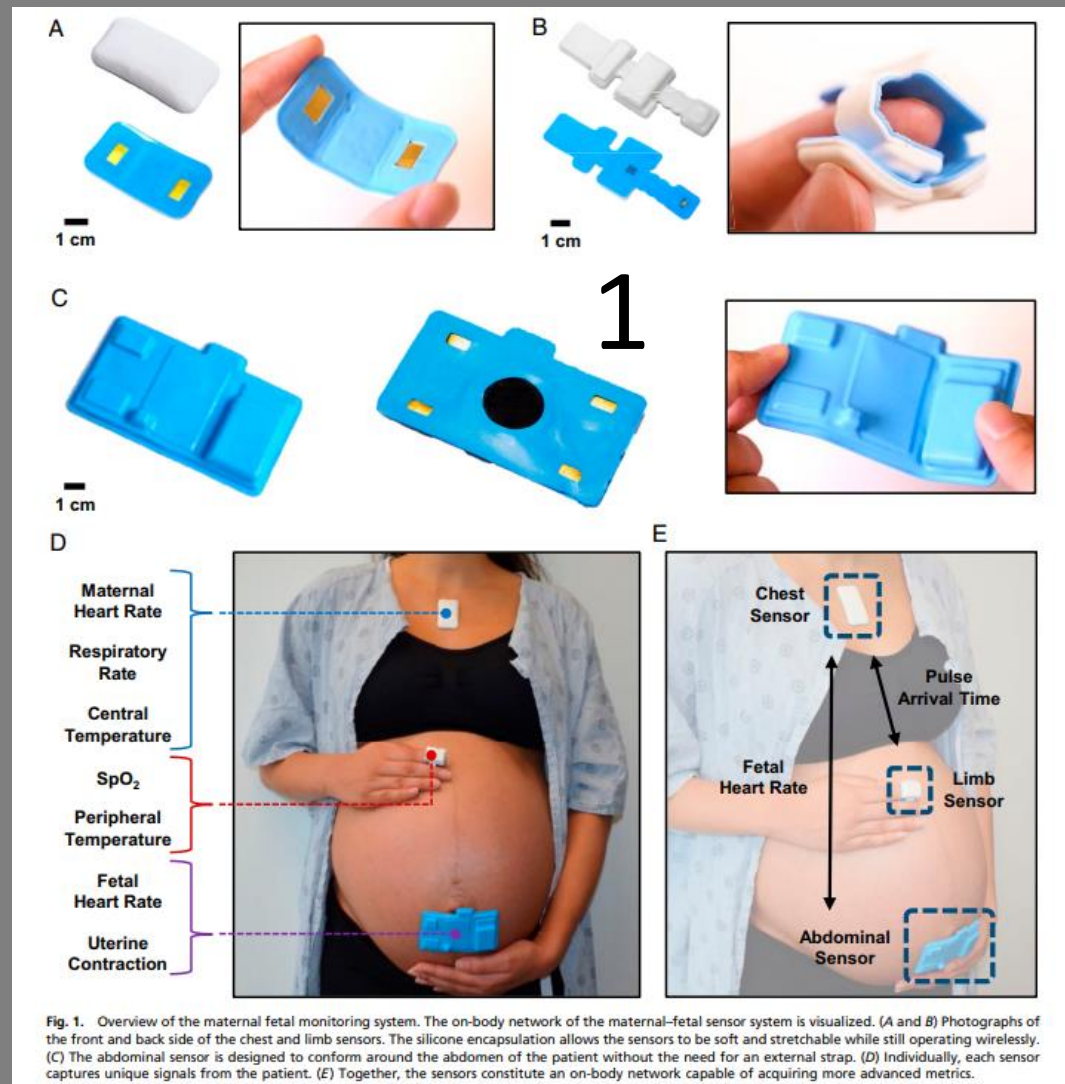 A
B
1 cm
1 cm
C
1
1 cm
D
E
Maternal
Heart Rate
Respiratory
Rate
Central
Temperature
SpO2
Peripheral
Temperature
Fetal
Heart Rate
Uterine
Contraction
Chest
Sensor
Pulse
Arrival Time
Fetal
Heart Rate
Limb
Sensor
Abdominal
Sensor
Fig. 1. Overview of the maternal fetal monitoring system. The on-body network of the maternal–fetal sensor system is visualized. (A and B) Photographs of
the front and back side of the chest and limb sensors. The silicone encapsulation allows the sensors to be soft and stretchable while still operating wirelessly.
(C) The abdominal sensor is designed to conform around the abdomen of the patient without the need for an external strap. (D) Individually, each sensor
captures unique signals from the patient. (E) Together, the sensors constitute an on-body network capable of acquiring more advanced metrics.